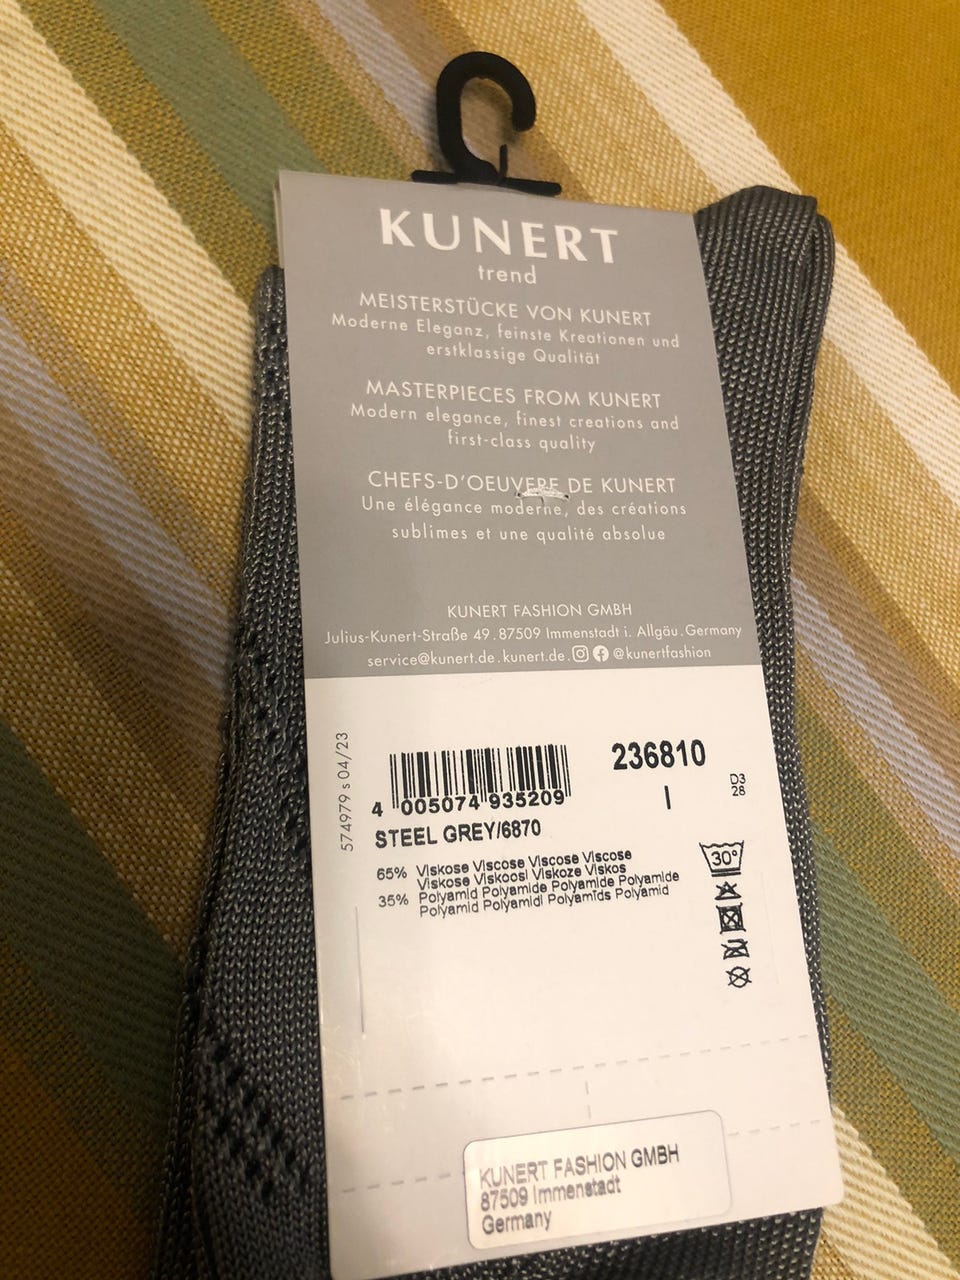 KUNERT
trend
MEISTERSTÜCKE VON KUNERT
Moderne Eleganz, feinste Kreationen und
erstklassige Qualität
MASTERPIECES FROM KUNERT
Modern elegance, finest creations and
first-class quality
CHEFS-D'OEUVERE DE KUNERT
Une élégance moderne, des créations
sublimes et une qualité absolue
KUNERT FASHION GMBH
Julius-Kunert-Straße 49 . 87509 Immenstadt i. Allgäu . Germany
service@kunert.de . kunert.de . @kunertfashion
574979 s 04/23
4 005074 935209
236810
I
D3
28
STEEL GREY/6870
65% Viskose Viscose Viscose Viscose
Viskose Viskoosi Viskoze Viskos
35% Polyamid Polyamide Polyamide Polyamide
Polyamid Polyamidi Polyamīds Polyamid
30°
KUNERT FASHION GMBH
87509 Immenstadt
Germany